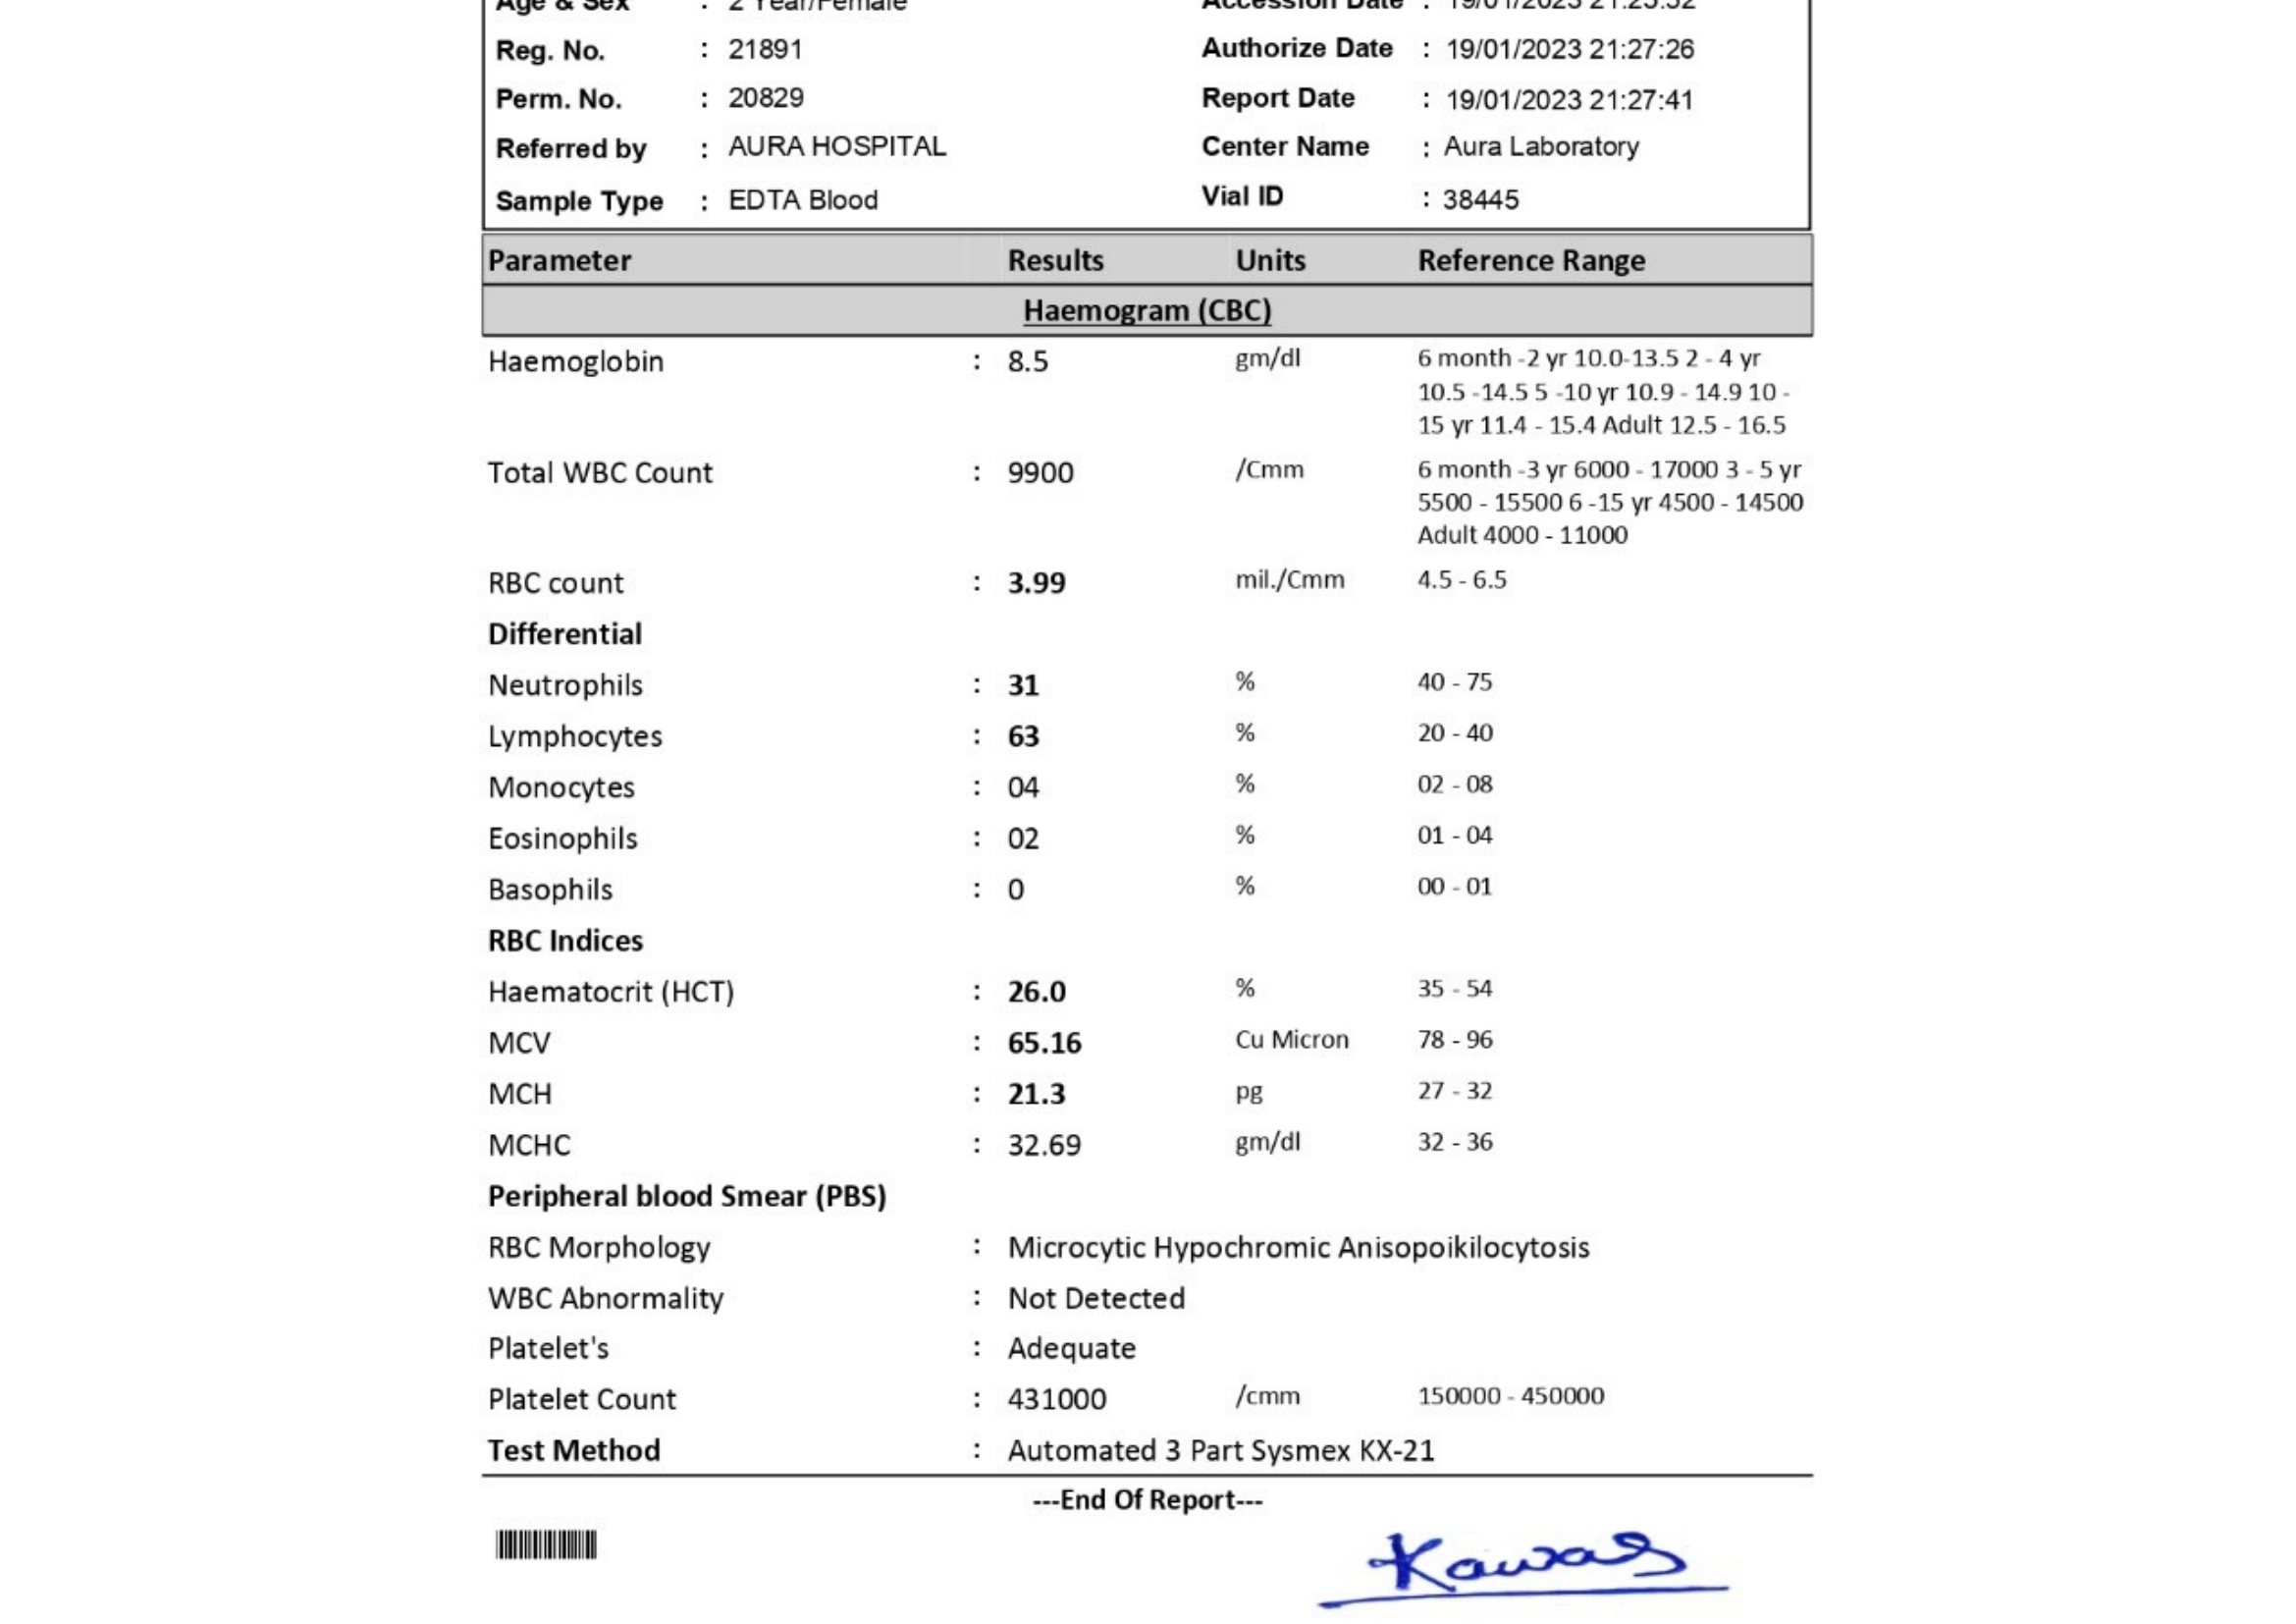 Age & Sex : 2 Year/Female Accession Date : 19/01/2023 21:25:52
Reg. No. : 21891 Authorize Date : 19/01/2023 21:27:26
Perm. No. : 20829 Report Date : 19/01/2023 21:27:41
Referred by : AURA HOSPITAL Center Name : Aura Laboratory
Sample Type : EDTA Blood Vial ID : 38445
Parameter Results Units Reference Range
Haemogram (CBC)
Haemoglobin : 8.5 gm/dl 6 month -2 yr 10.0-13.5 2 - 4 yr
10.5 -14.5 5 -10 yr 10.9 - 14.9 10 -
15 yr 11.4 - 15.4 Adult 12.5 - 16.5
Total WBC Count : 9900 /Cmm 6 month -3 yr 6000 - 17000 3 - 5 yr
5500 - 15500 6 -15 yr 4500 - 14500
Adult 4000 - 11000
RBC count : 3.99 mil./Cmm 4.5 - 6.5
Differential
Neutrophils : 31 % 40 - 75
Lymphocytes : 63 % 20 - 40
Monocytes : 04 % 02 - 08
Eosinophils : 02 % 01 - 04
Basophils : 0 % 00 - 01
RBC Indices
Haematocrit (HCT) : 26.0 % 35 - 54
MCV : 65.16 Cu Micron 78 - 96
MCH : 21.3 pg 27 - 32
MCHC : 32.69 gm/dl 32 - 36
Peripheral blood Smear (PBS)
RBC Morphology : Microcytic Hypochromic Anisopoikilocytosis
WBC Abnormality : Not Detected
Platelet's : Adequate
Platelet Count : 431000 /cmm 150000 - 450000
Test Method : Automated 3 Part Sysmex KX-21
---End Of Report---